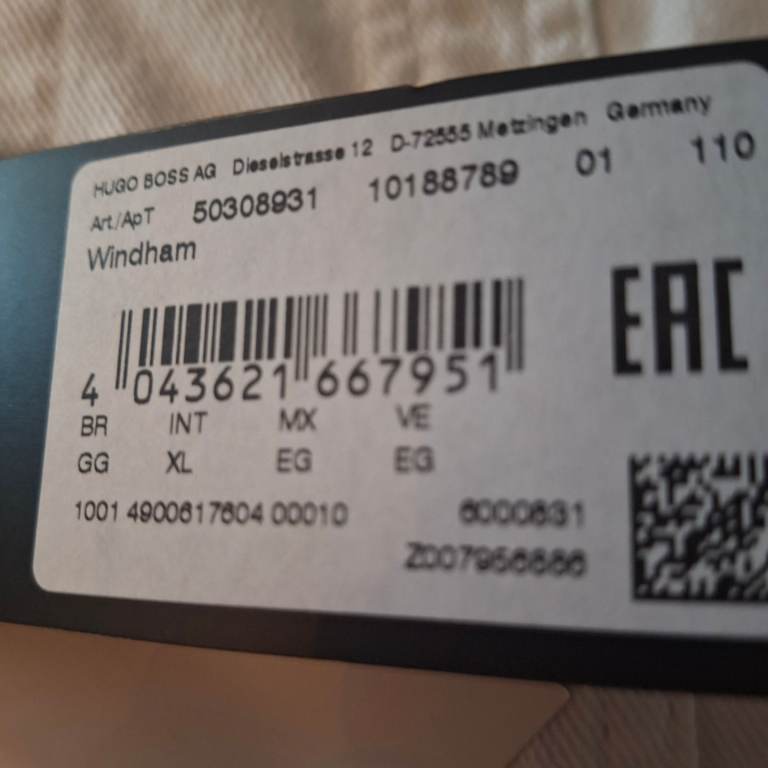 HUGO BOSS AG Dieselstrasse 12 D-72555 Metzingen Germany
Art./ApT 50308931 10188789 01 110
Windham
EAC
4 043621 667951
BR INT MX VE
GG XL EG EG
1001 4900617604 00010 6000631
Z007956686